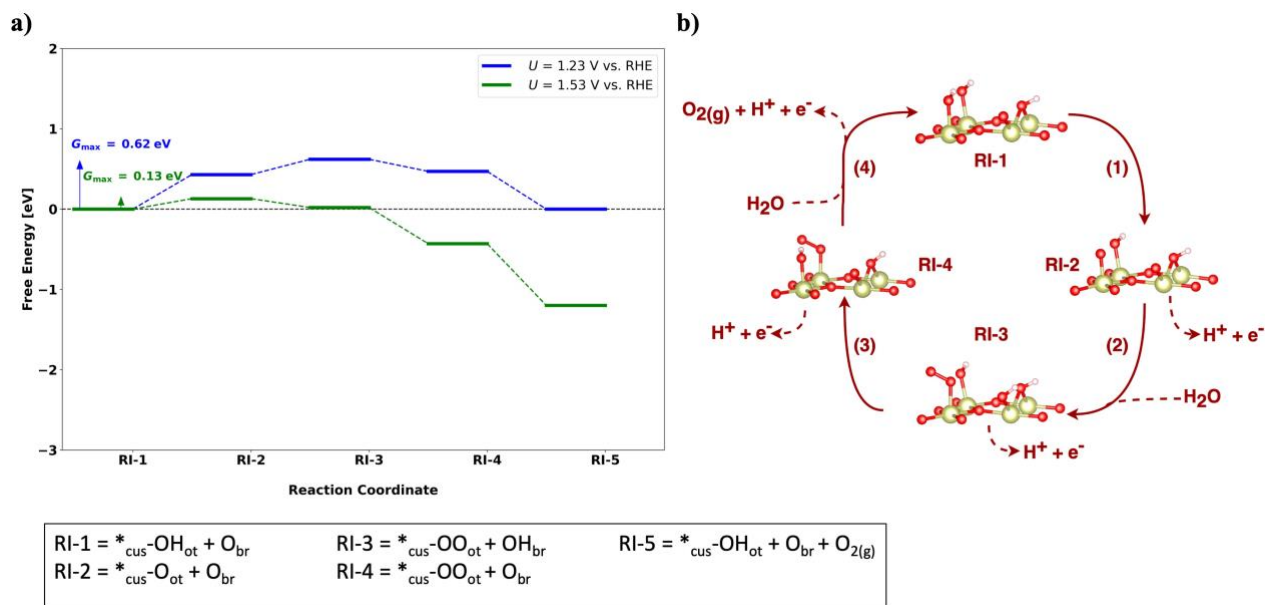 a)
2
1
0
−1
−2
−3
Free Energy [eV]
U = 1.23 V vs. RHE
U = 1.53 V vs. RHE
Gmax = 0.62 eV
Gmax = 0.13 eV
RI-1 RI-2 RI-3 RI-4 RI-5
Reaction Coordinate
b)
O2(g) + H+ + e-
RI-1
(4)
(1)
H2O
RI-4
RI-2
H+ + e-
RI-3
H+ + e-
(3)
(2)
H2O
H+ + e-
RI-1 = *cus-OHot + Obr RI-3 = *cus-OOot + OHbr RI-5 = *cus-OHot + Obr + O2(g)
RI-2 = *cus-Oot + Obr RI-4 = *cus-OOot + Obr